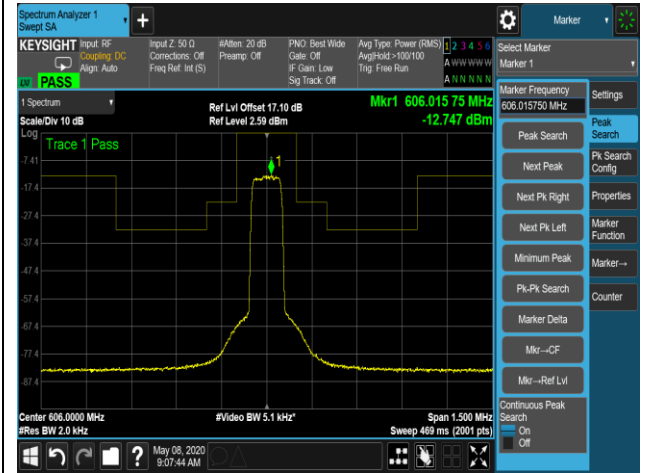 Spectrum Analyzer 1
Swept SA
Marker
KEYSIGHT
Input: RF
Coupling: DC
Align: Auto
PASS
Input Z: 50 Ω
Corrections: Off
Freq Ref: Int (S)
#Atten: 20 dB
Preamp: Off
PNO: Best Wide
Gate: Off
IF Gain: Low
Sig Track: Off
Avg Type: Power (RMS)
Avg|Hold:>100/100
Trig: Free Run
1 2 3 4 5 6
A W W W W W
A N N N N N
Select Marker
Marker 1
1 Spectrum
Scale/Div 10 dB
Ref Lvl Offset 17.10 dB
Ref Level 2.59 dBm
Mkr1 606.015 75 MHz
-12.747 dBm
Log
Trace 1 Pass
1
-7.41
-17.4
-27.4
-37.4
-47.4
-57.4
-67.4
-77.4
-87.4
Center 606.0000 MHz
#Res BW 2.0 kHz
#Video BW 5.1 kHz*
Span 1.500 MHz
Sweep 469 ms (2001 pts)
May 08, 2020
9:07:44 AM
?
Marker Frequency
606.015750 MHz
Peak Search
Next Peak
Next Pk Right
Next Pk Left
Minimum Peak
Pk-Pk Search
Marker Delta
Mkr→CF
Mkr→Ref Lvl
Continuous Peak
Search
On
Off
Settings
Peak
Search
Pk Search
Config
Properties
Marker
Function
Marker→
Counter